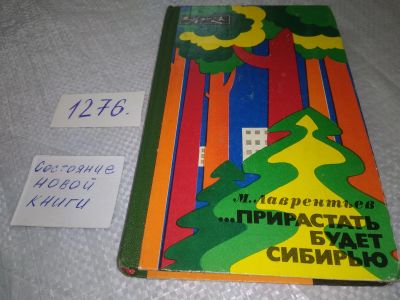 1276.
Состояние
новой
книги
М. Лаврентьев
...ПРИРАСТАТЬ
БУДЕТ
СИБИРЬЮ